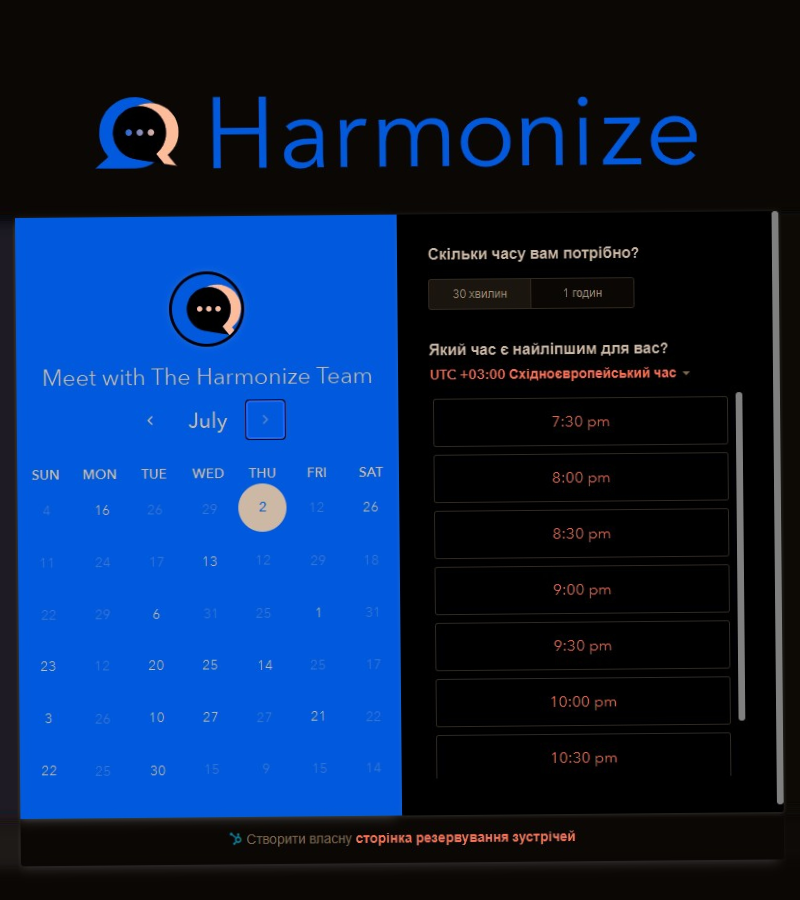 Harmonize
Meet with The Harmonize Team
July
SUN MON TUE WED THU FRI SAT
4 16 26 29 2 12 26
11 24 17 13 12 29 18
22 29 6 31 25 1 31
23 12 20 25 14 25 17
3 26 10 27 27 21 22
22 25 30 15 9 15 14
Скільки часу вам потрібно?
30 хвилин 1 годин
Який час є найліпшим для вас?
UTC +03:00 Східноєвропейський час
7:30 pm
8:00 pm
8:30 pm
9:00 pm
9:30 pm
10:00 pm
10:30 pm
Створити власну сторінка резервування зустрічей